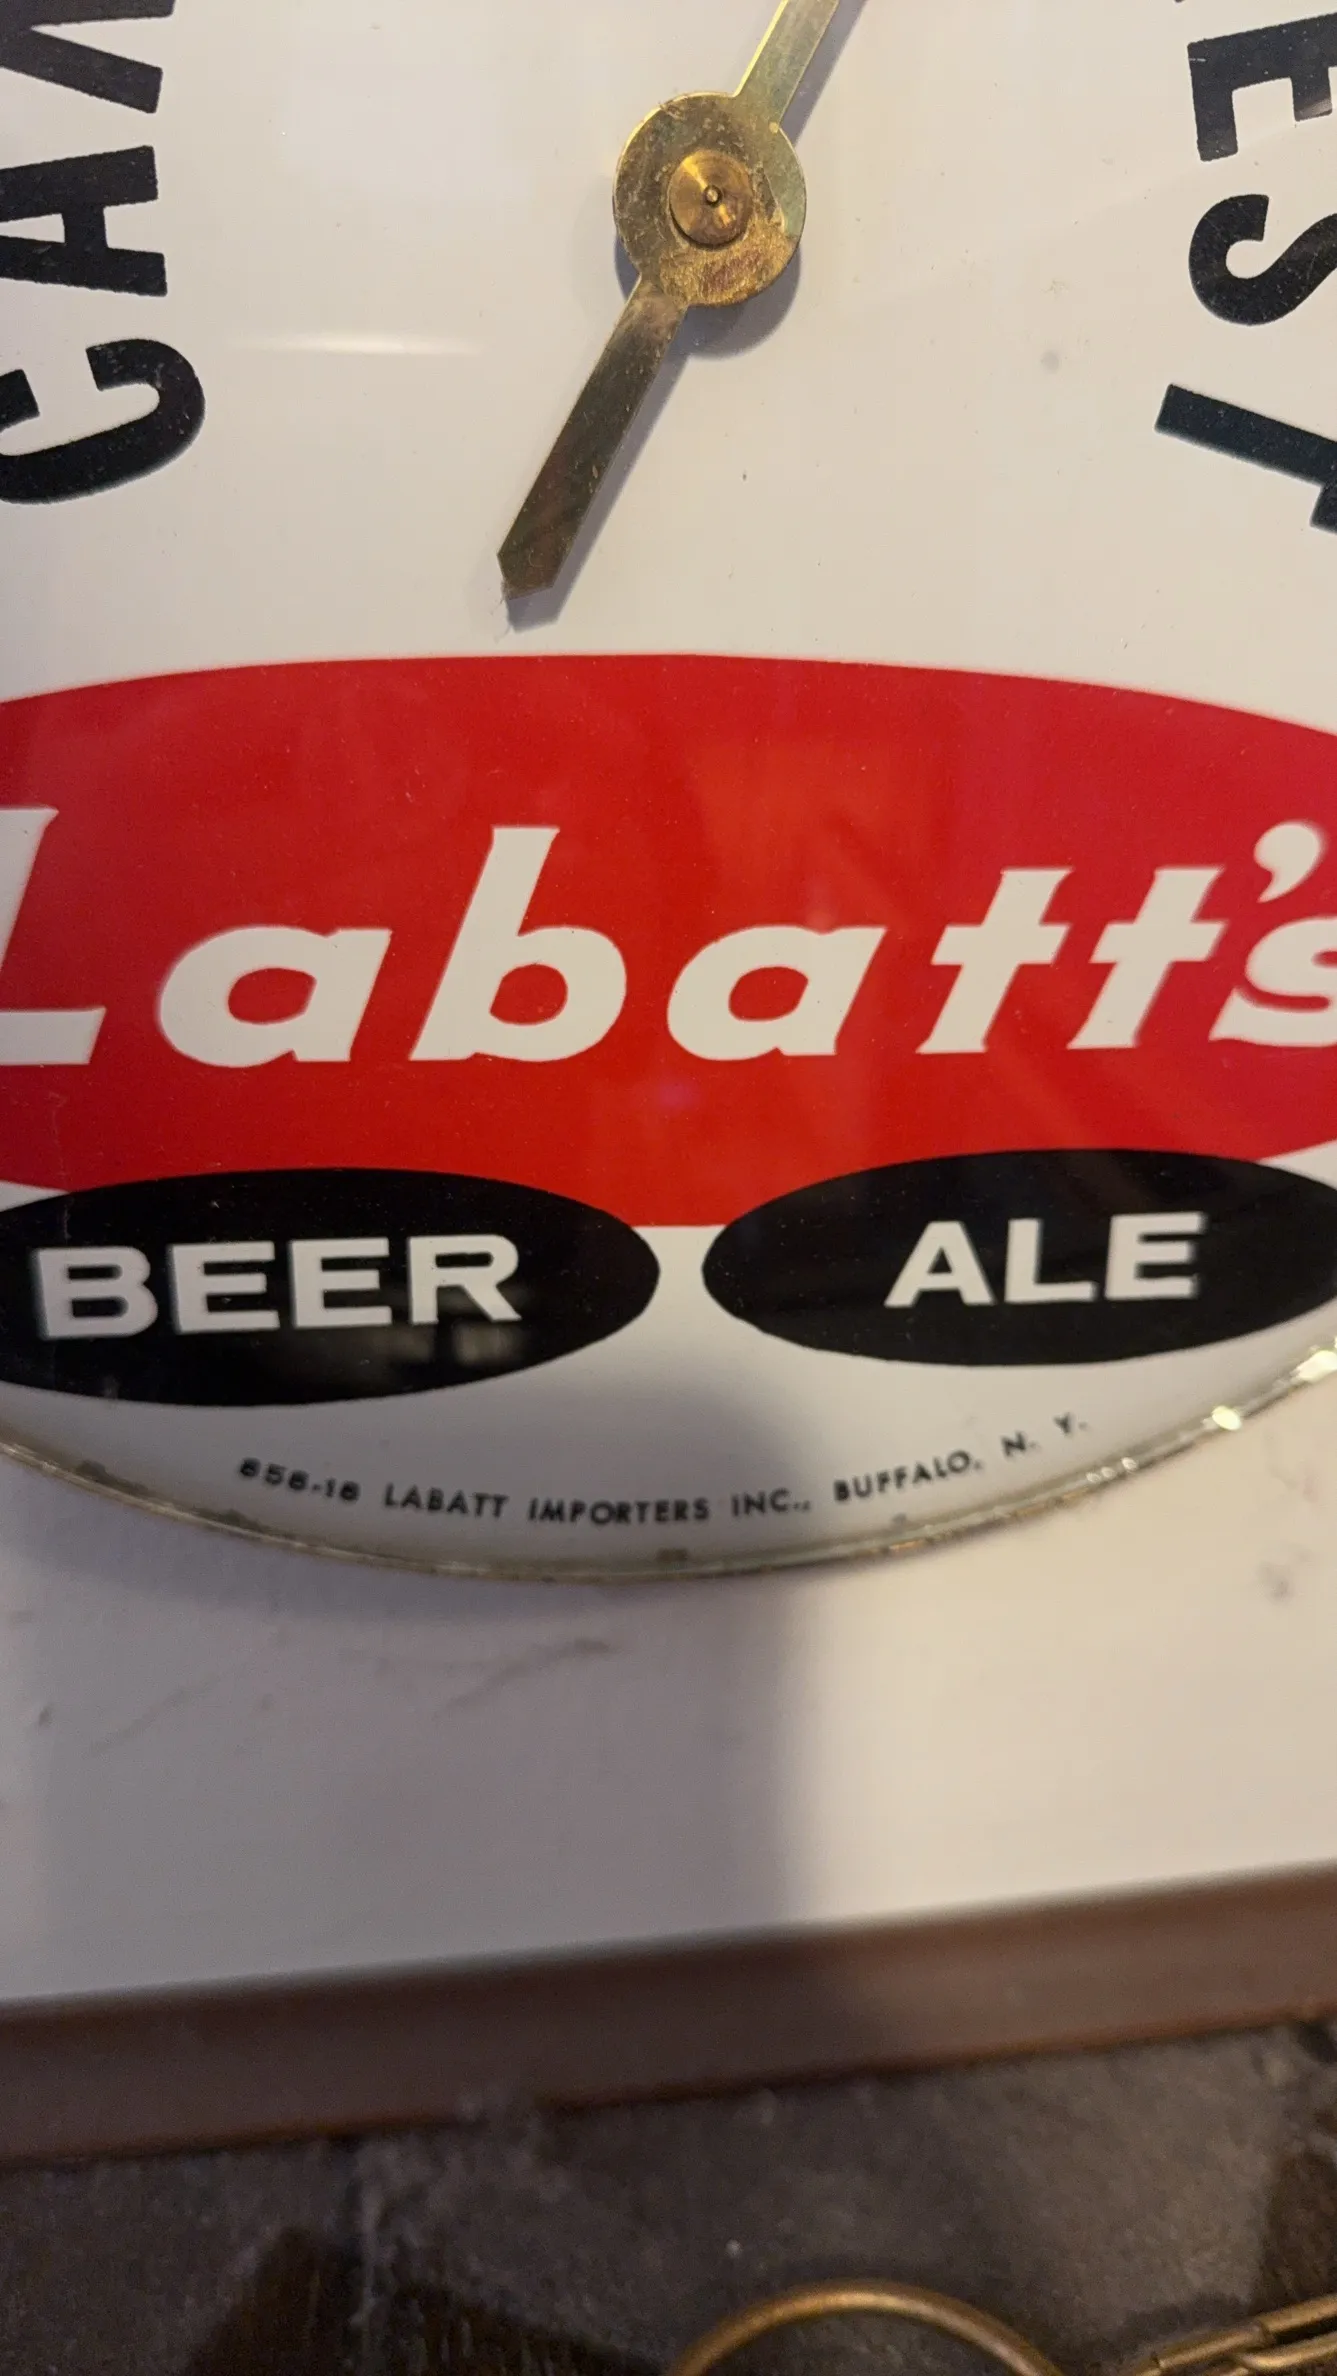 Labatt's
BEER
ALE
858-18 LABATT IMPORTERS INC., BUFFALO, N. Y.